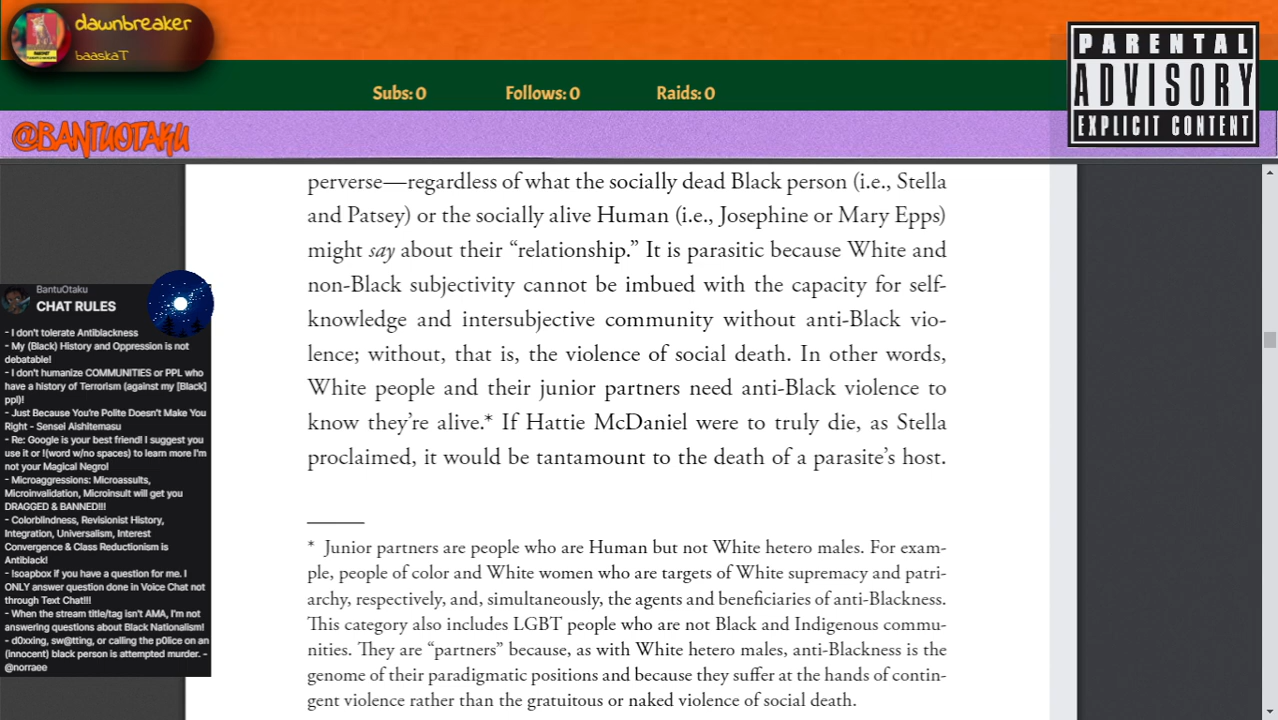 dawnbreaker
baaskaT
PARENTAL
ADVISORY
EXPLICIT CONTENT
Subs: 0 Follows: 0 Raids: 0
@BANTUOTAKU
perverse—regardless of what the socially dead Black person (i.e., Stella
and Patsey) or the socially alive Human (i.e., Josephine or Mary Epps)
might say about their “relationship.” It is parasitic because White and
non-Black subjectivity cannot be imbued with the capacity for self-
knowledge and intersubjective community without anti-Black vio-
lence; without, that is, the violence of social death. In other words,
White people and their junior partners need anti-Black violence to
know they’re alive.* If Hattie McDaniel were to truly die, as Stella
proclaimed, it would be tantamount to the death of a parasite’s host.
* Junior partners are people who are Human but not White hetero males. For exam-
ple, people of color and White women who are targets of White supremacy and patri-
archy, respectively, and, simultaneously, the agents and beneficiaries of anti-Blackness.
This category also includes LGBT people who are not Black and Indigenous commu-
nities. They are “partners” because, as with White hetero males, anti-Blackness is the
genome of their paradigmatic positions and because they suffer at the hands of contin-
gent violence rather than the gratuitous or naked violence of social death.
BantuOtaku
CHAT RULES
- I don't tolerate Antiblackness
- My (Black) History and Oppression is not
debatable!
- I don't humanize COMMUNITIES or PPL who
have a history of Terrorism (against my [Black]
ppl)!
- Just Because You're Polite Doesn't Make You
Right - Sensei Aishitemasu
- Re: Google is your best friend! I suggest you
use it or !(word w/no spaces) to learn more I'm
not your Magical Negro!
- Microaggressions: Microassults,
Microinvalidation, Microinsult will get you
DRAGGED & BANNED!!!
- Colorblindness, Revisionist History,
Integration, Universalism, Interest
Convergence & Class Reductionism is
Antiblack!
- !soapbox if you have a question for me. I
ONLY answer question done in Voice Chat not
through Text Chat!!!
- When the stream title/tag isn't AMA, I'm not
answering questions about Black Nationalism!
- d0xxing, sw@tting, or calling the p0lice on an
(innocent) black person is attempted murder. -
@norraee